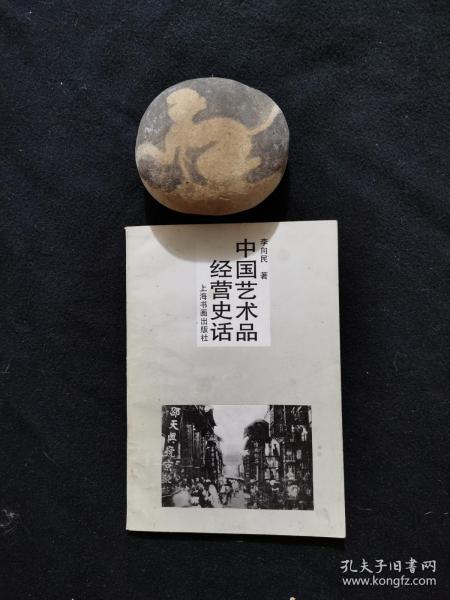 李向民 著
中国艺术品
经营史话
上海书画出版社
孔夫子旧书网
www.kongfz.com